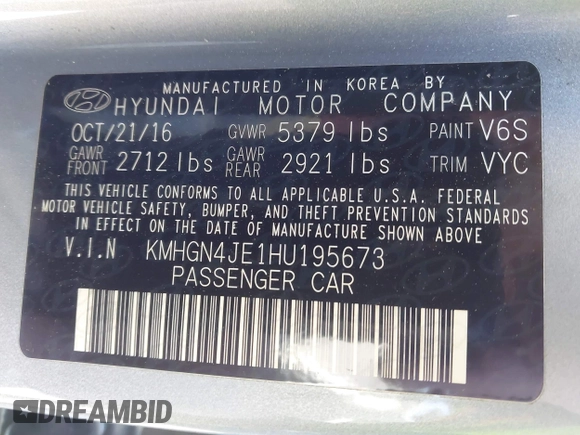 MANUFACTURED IN KOREA BY
HYUNDAI MOTOR COMPANY
OCT/21/16 GVWR 5379 lbs PAINT V6S
GAWR FRONT 2712 lbs GAWR REAR 2921 lbs TRIM VYC
THIS VEHICLE CONFORMS TO ALL APPLICABLE U.S.A. FEDERAL
MOTOR VEHICLE SAFETY, BUMPER, AND THEFT PREVENTION STANDARDS
IN EFFECT ON THE DATE OF MANUFACTURE SHOWN ABOVE
V.I.N KMHGN4JE1HU195673
PASSENGER CAR
DREAMBID